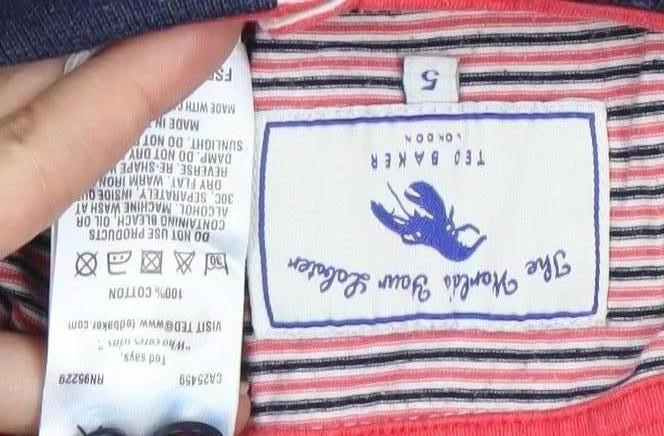 The World's Your Lobster
TED BAKER
LONDON
5
CA25459 RN95229
Ted says,
VISIT TED@www.tedbaker.com
100% COTTON
30
DO NOT USE PRODUCTS
CONTAINING BLEACH, OIL OR
ALCOHOL. MACHINE WASH AT
30C, SEPARATELY, INSIDE
DRY FLAT, WARM IRON
REVERSE. RE-SHAPE
DAMP. DO NOT DRY
SUNLIGHT. DO NOT
MADE IN
MADE WITH